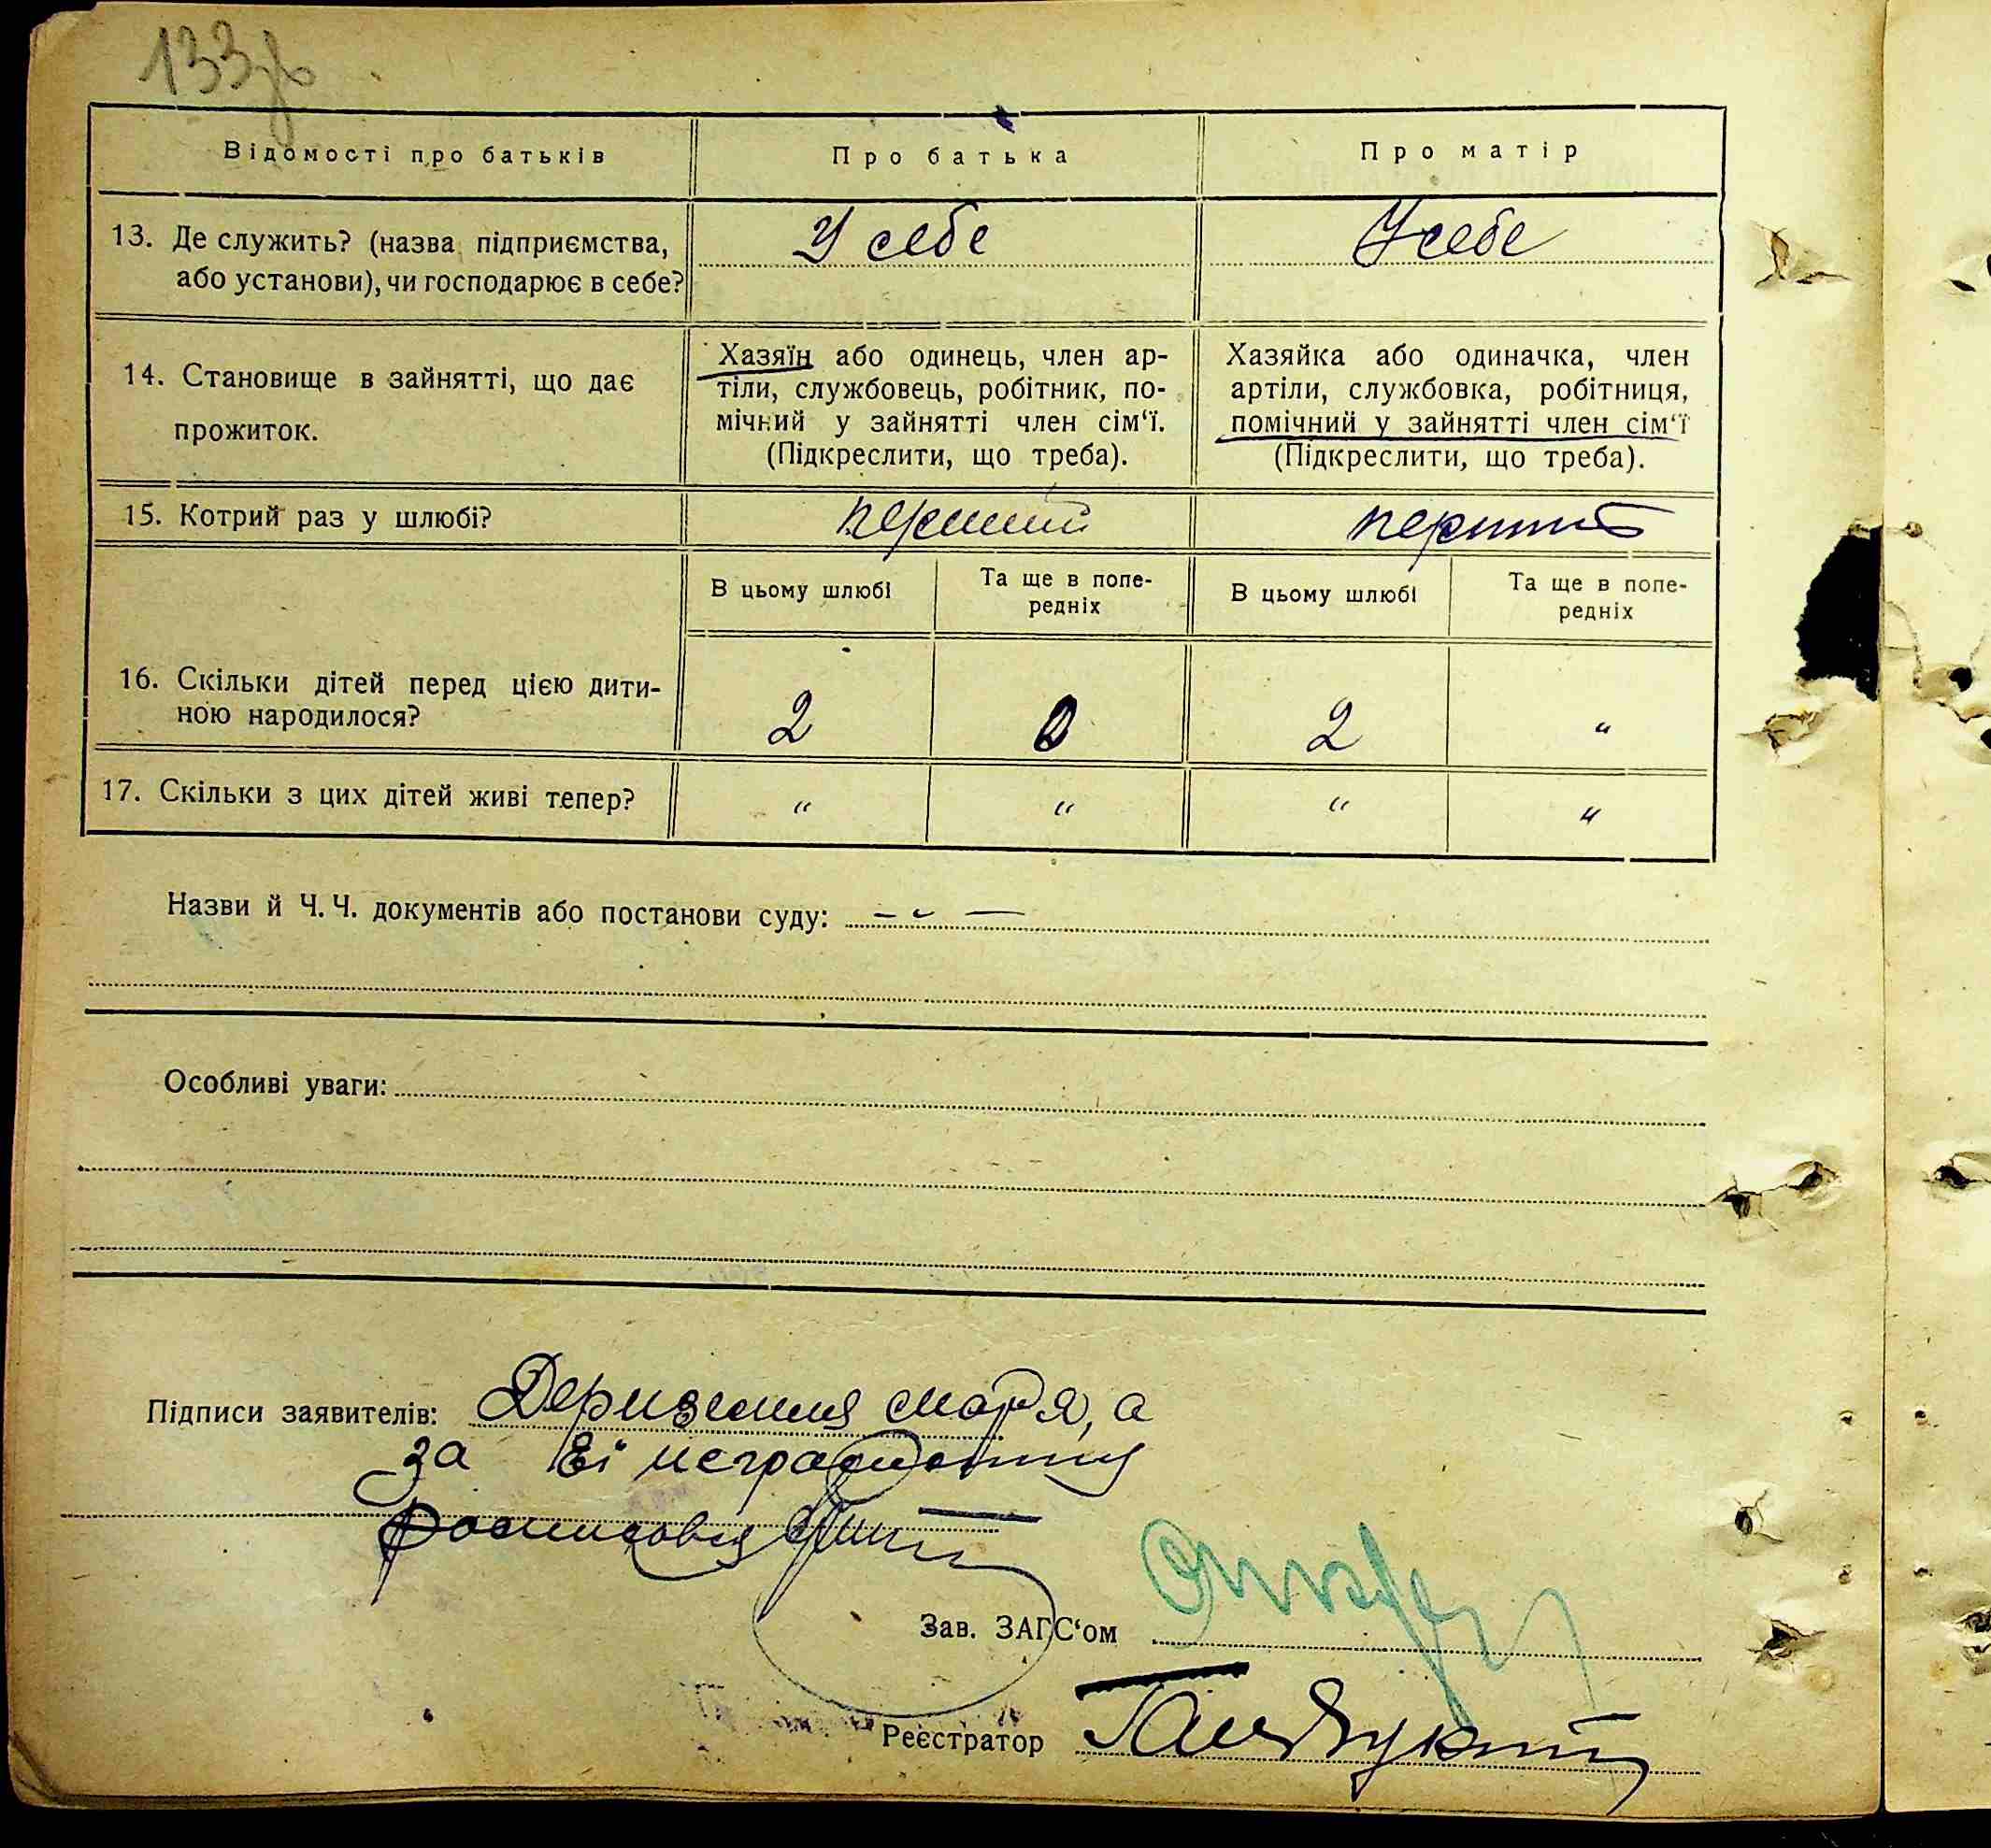 133зв
Відомості про батьків
Про батька
Про матір
13. Де служить? (назва підприємства,
або установи), чи господарює в себе?
У себе
У себе
14. Становище в зайнятті, що дає
прожиток.
Хазяїн або одинець, член ар-
тіли, службовець, робітник, по-
мічний у зайнятті член сім‘ї.
(Підкреслити, що треба).
Хазяйка або одиначка, член
артіли, службовка, робітниця,
помічний у зайнятті член сім‘ї
(Підкреслити, що треба).
15. Котрий раз у шлюбі?
перший
перший
В цьому шлюбі
Та ще в попе-
редніх
В цьому шлюбі
Та ще в попе-
редніх
16. Скільки дітей перед цією дити-
ною народилося?
2
0
2
"
17. Скільки з цих дітей живі тепер?
"
"
"
"
Назви й Ч. Ч. документів або постанови суду:
Особливі уваги:
Підписи заявителів:
а
за Еі неграмотну
Зав. ЗАГС‘ом
Реєстратор